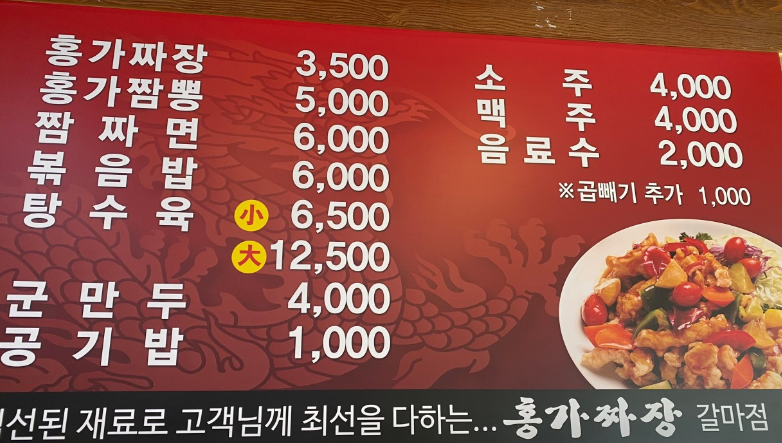 홍가짜장 3,500
홍가짬뽕 5,000
짬짜면 6,000
볶음밥 6,000
탕수육 小 6,500
大 12,500
군만두 4,000
공기밥 1,000
소주 4,000
맥주 4,000
음료수 2,000
※곱빼기 추가 1,000
선된 재료로 고객님께 최선을 다하는... 홍가짜장 갈마점